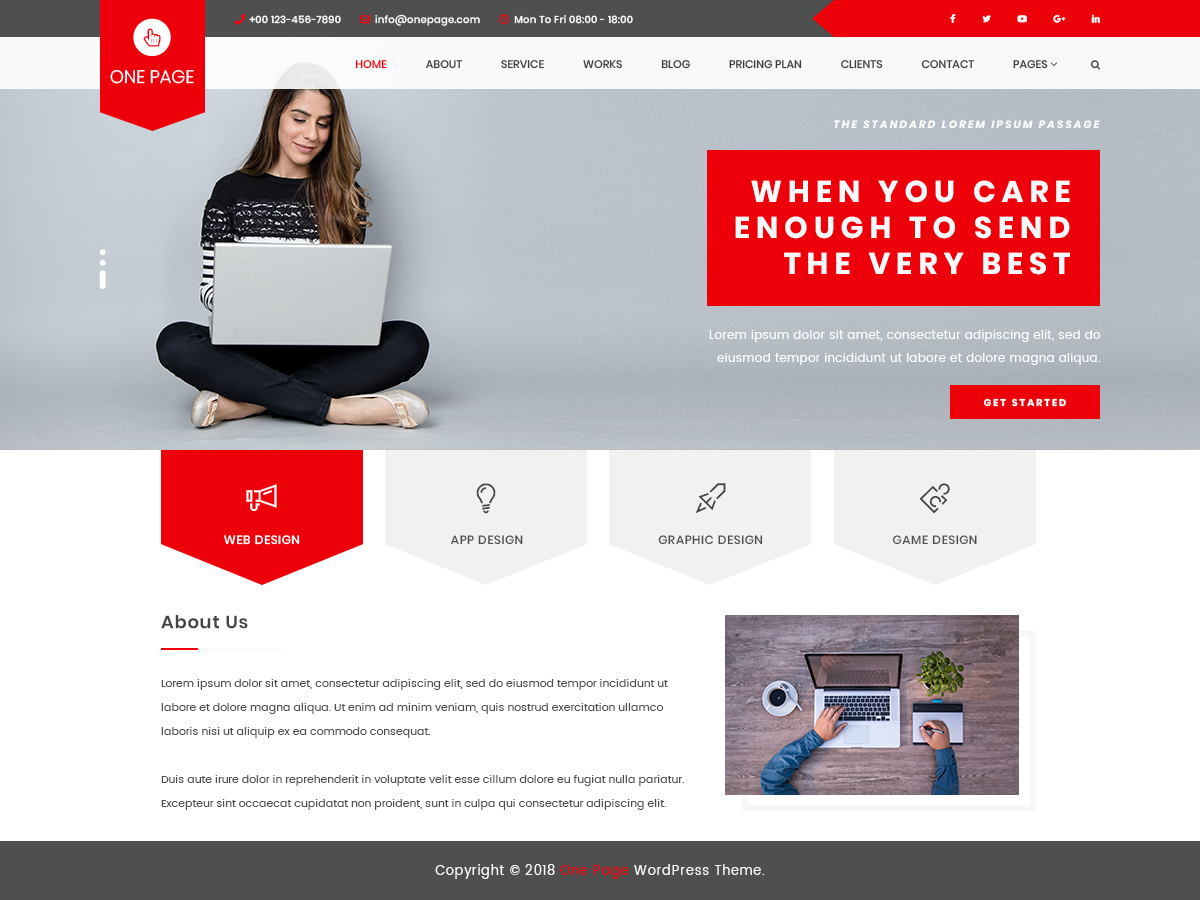 +00 123-456-7890 info@onepage.com Mon To Fri 08:00 - 18:00
ONE PAGE
HOME ABOUT SERVICE WORKS BLOG PRICING PLAN CLIENTS CONTACT PAGES
THE STANDARD LOREM IPSUM PASSAGE
WHEN YOU CARE
ENOUGH TO SEND
THE VERY BEST
Lorem ipsum dolor sit amet, consectetur adipiscing elit, sed do
eiusmod tempor incididunt ut labore et dolore magna aliqua.
GET STARTED
WEB DESIGN
APP DESIGN
GRAPHIC DESIGN
GAME DESIGN
About Us
Lorem ipsum dolor sit amet, consectetur adipiscing elit, sed do eiusmod tempor incididunt ut
labore et dolore magna aliqua. Ut enim ad minim veniam, quis nostrud exercitation ullamco
laboris nisi ut aliquip ex ea commodo consequat.
Duis aute irure dolor in reprehenderit in voluptate velit esse cillum dolore eu fugiat nulla pariatur.
Excepteur sint occaecat cupidatat non proident, sunt in culpa qui consectetur adipiscing elit.
Copyright © 2018 One Page WordPress Theme.